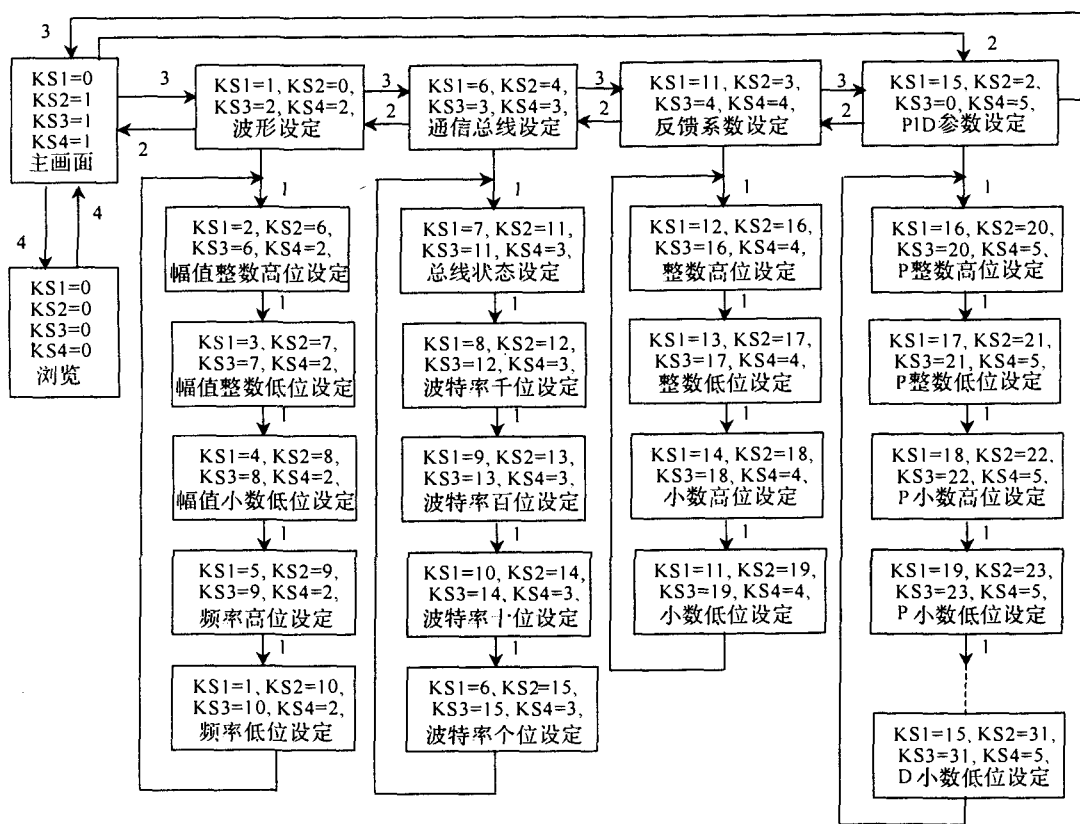 3
2
KS1=0
KS2=1
KS3=1
KS4=1
主画面
3
2
KS1=1, KS2=0,
KS3=2, KS4=2,
波形设定
3
2
KS1=6, KS2=4,
KS3=3, KS4=3,
通信总线设定
3
2
KS1=11, KS2=3,
KS3=4, KS4=4,
反馈系数设定
3
2
KS1=15, KS2=2,
KS3=0, KS4=5,
PID参数设定
4
4
KS1=0
KS2=0
KS3=0
KS4=0
浏览
1
KS1=2, KS2=6,
KS3=6, KS4=2,
幅值整数高位设定
1
KS1=3, KS2=7,
KS3=7, KS4=2,
幅值整数低位设定
1
KS1=4, KS2=8,
KS3=8, KS4=2,
幅值小数低位设定
1
KS1=5, KS2=9,
KS3=9, KS4=2,
频率高位设定
1
KS1=1, KS2=10,
KS3=10, KS4=2,
频率低位设定
1
KS1=7, KS2=11,
KS3=11, KS4=3,
总线状态设定
1
KS1=8, KS2=12,
KS3=12, KS4=3,
波特率千位设定
1
KS1=9, KS2=13,
KS3=13, KS4=3,
波特率百位设定
1
KS1=10, KS2=14,
KS3=14, KS4=3,
波特率十位设定
1
KS1=6, KS2=15,
KS3=15, KS4=3,
波特率个位设定
1
KS1=12, KS2=16,
KS3=16, KS4=4,
整数高位设定
1
KS1=13, KS2=17,
KS3=17, KS4=4,
整数低位设定
1
KS1=14, KS2=18,
KS3=18, KS4=4,
小数高位设定
1
KS1=11, KS2=19,
KS3=19, KS4=4,
小数低位设定
1
KS1=16, KS2=20,
KS3=20, KS4=5,
P整数高位设定
1
KS1=17, KS2=21,
KS3=21, KS4=5,
P整数低位设定
1
KS1=18, KS2=22,
KS3=22, KS4=5,
P小数高位设定
1
KS1=19, KS2=23,
KS3=23, KS4=5,
P小数低位设定
1
KS1=15, KS2=31,
KS3=31, KS4=5,
D小数低位设定